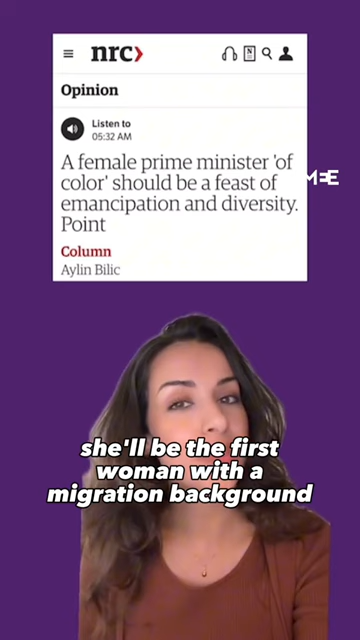 nrc>
Opinion
Listen to
05:32 AM
A female prime minister 'of
color' should be a feast of
emancipation and diversity.
Point
Column
Aylin Bilic
MEE
she'll be the first
woman with a
migration background